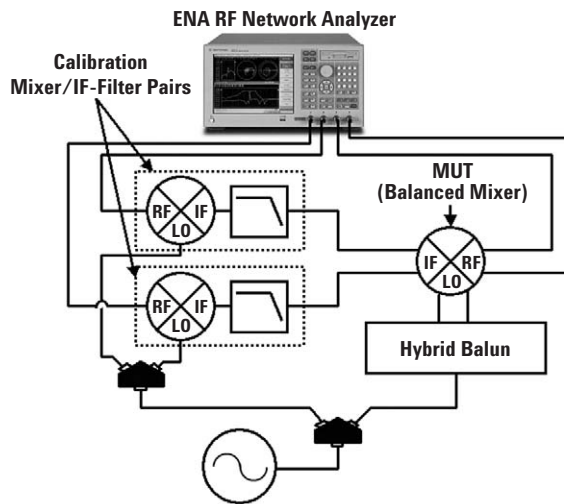 ENA RF Network Analyzer
Calibration
Mixer/IF-Filter Pairs
MUT
(Balanced Mixer)
RF
IF
LO
IF
RF
LO
RF
IF
LO
Hybrid Balun